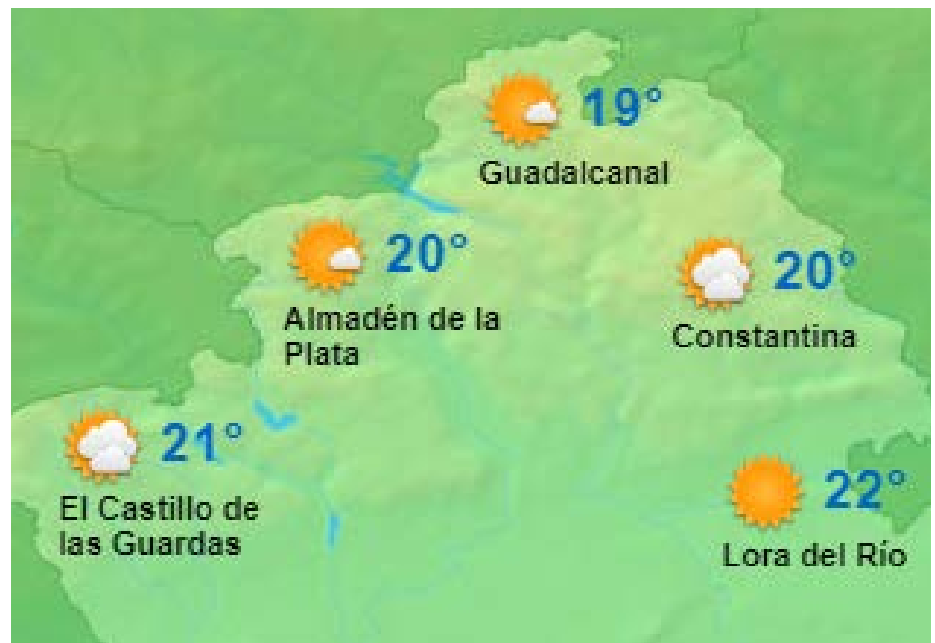 19°
Guadalcanal
20°
Almadén de la
Plata
20°
Constantina
21°
El Castillo de
las Guardas
22°
Lora del Río